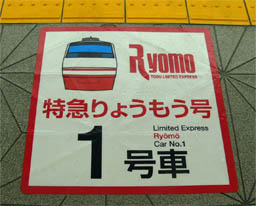 Ryomo
TOBU LIMITED EXPRESS
特急りょうもう号
1号車
Limited Express
Ryōmō
Car No.1